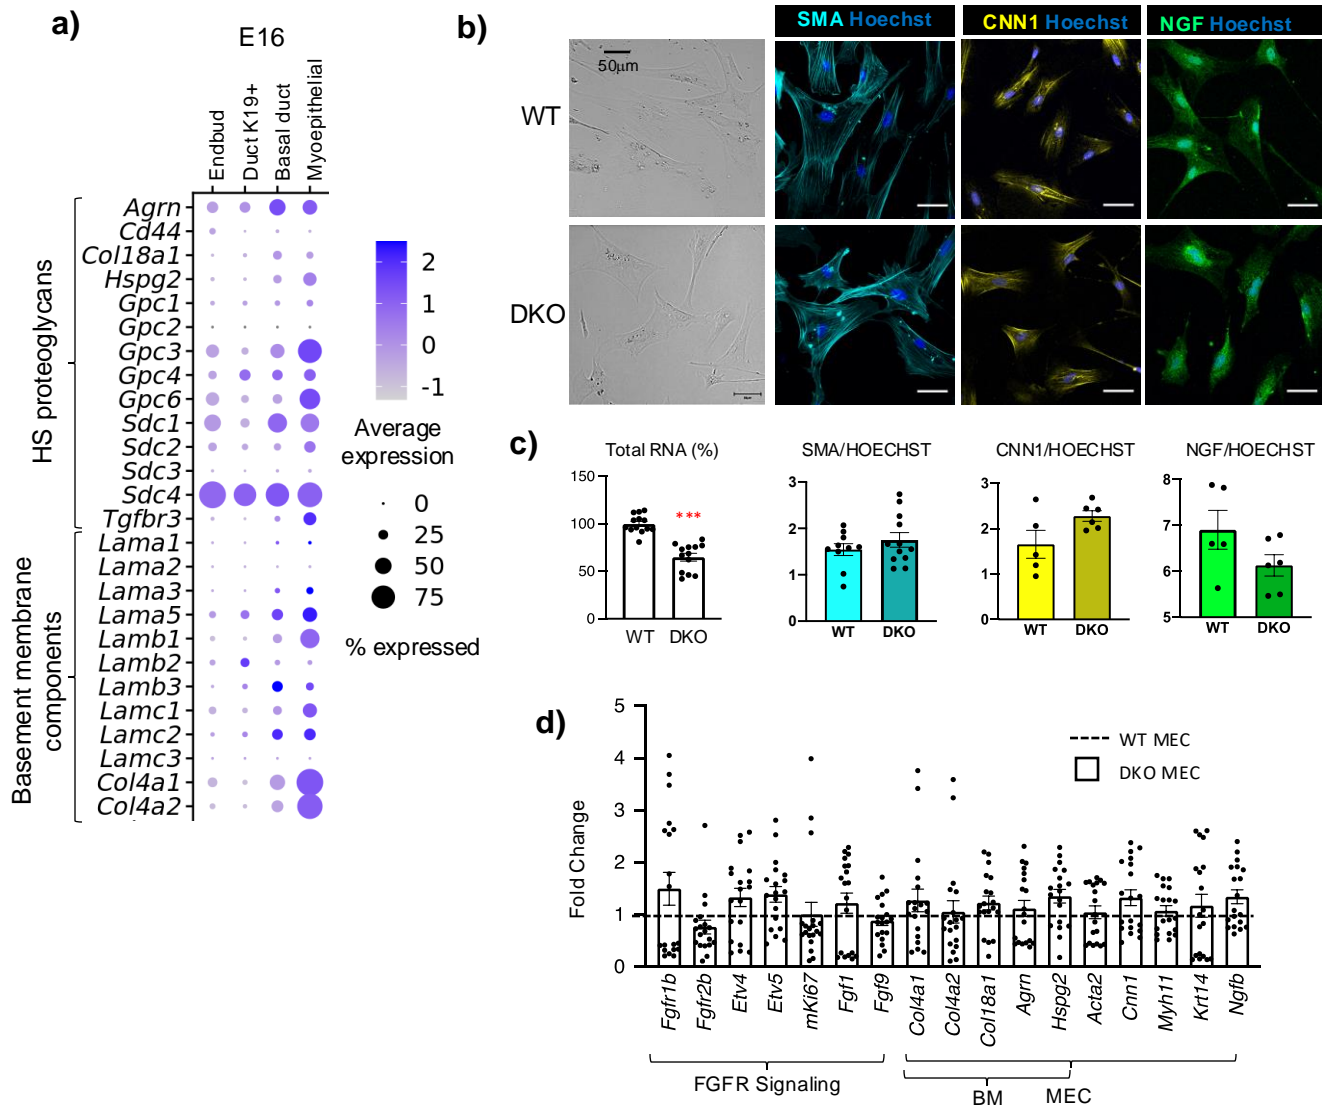 a)
E16
Endbud
Duct K19+
Basal duct
Myoepithelial
HS proteoglycans
Agrn
Cd44
Col18a1
Hspg2
Gpc1
Gpc2
Gpc3
Gpc4
Gpc6
Sdc1
Sdc2
Sdc3
Sdc4
Tgfbr3
Basement membrane
components
Lama1
Lama2
Lama3
Lama5
Lamb1
Lamb2
Lamb3
Lamc1
Lamc2
Lamc3
Col4a1
Col4a2
2
1
0
-1
Average
expression
0
25
50
75
% expressed
b)
SMA Hoechst
CNN1 Hoechst
NGF Hoechst
50µm
WT
DKO
c)
Total RNA (%)
150
100
50
0
***
WT DKO
SMA/HOECHST
3
2
1
0
WT DKO
CNN1/HOECHST
3
2
1
0
WT DKO
NGF/HOECHST
8
7
6
5
WT DKO
d)
Fold Change
5
4
3
2
1
0
WT MEC
DKO MEC
Fgfr1b
Fgfr2b
Etv4
Etv5
mKi67
Fgf1
Fgf9
Col4a1
Col4a2
Col18a1
Agrn
Hspg2
Acta2
Cnn1
Myh11
Krt14
Ngfb
FGFR Signaling
BM
MEC